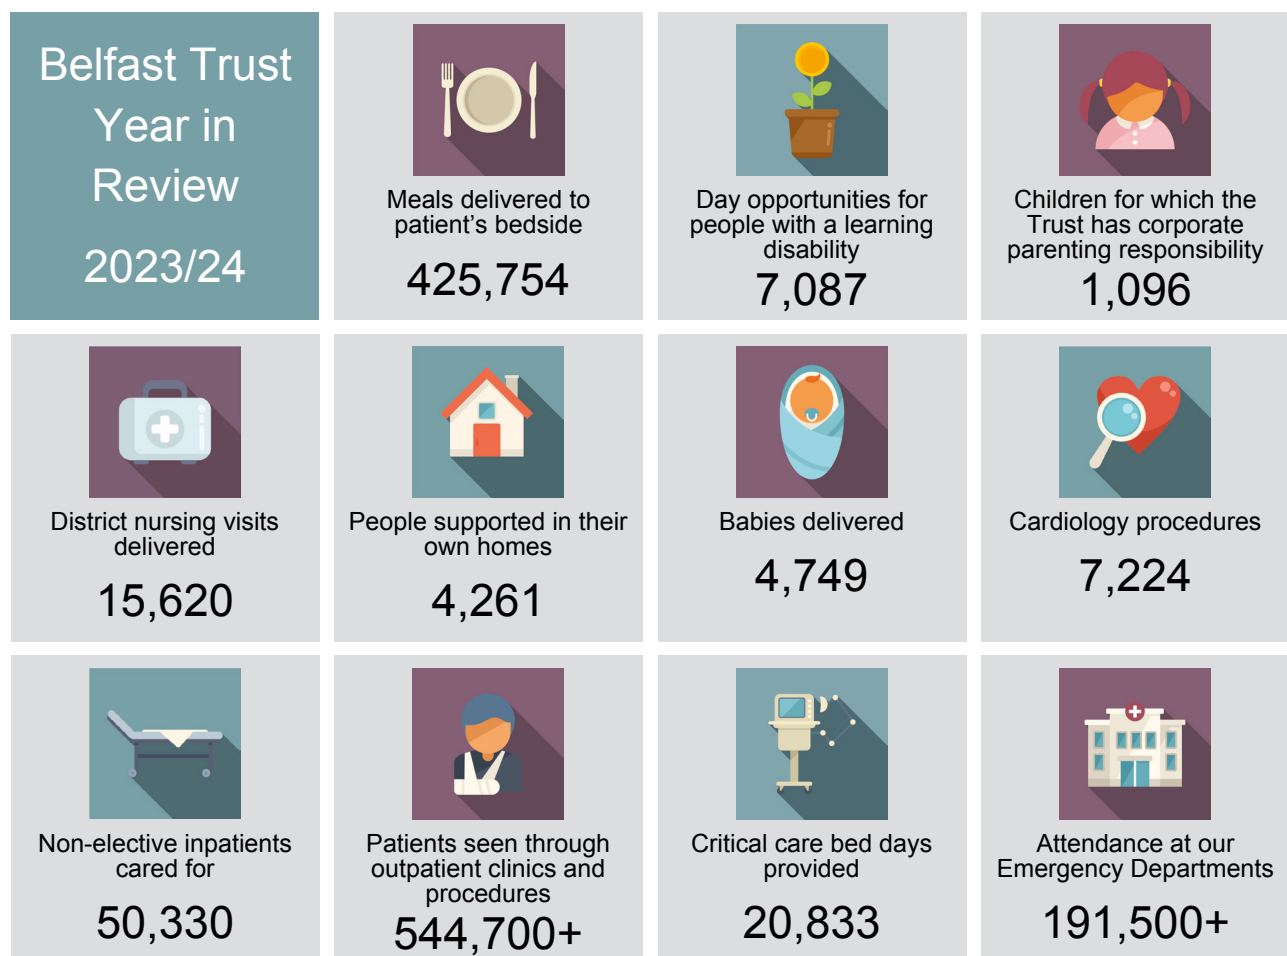 Belfast Trust
Year in
Review
2023/24
Meals delivered to
patient's bedside
425,754
Day opportunities for
people with a learning
disability
7,087
Children for which the
Trust has corporate
parenting responsibility
1,096
District nursing visits
delivered
15,620
People supported in their
own homes
4,261
Babies delivered
4,749
Cardiology procedures
7,224
Non-elective inpatients
cared for
50,330
Patients seen through
outpatient clinics and
procedures
544,700+
Critical care bed days
provided
20,833
Attendance at our
Emergency Departments
191,500+